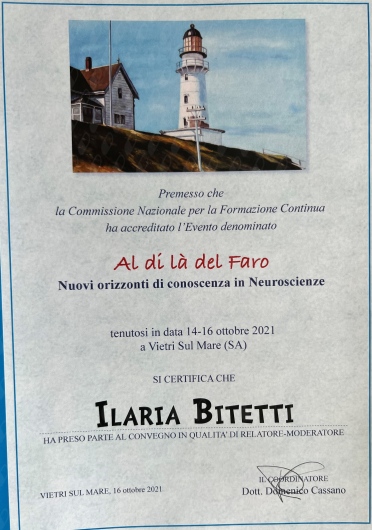 Premesso che
la Commissione Nazionale per la Formazione Continua
ha accreditato l'Evento denominato
Al di là del Faro
Nuovi orizzonti di conoscenza in Neuroscienze
tenutosi in data 14-16 ottobre 2021
a Vietri Sul Mare (SA)
SI CERTIFICA CHE
ILARIA BITETTI
HA PRESO PARTE AL CONVEGNO IN QUALITA' DI RELATORE-MODERATORE
IL COORDINATORE
VIETRI SUL MARE, 16 ottobre 2021
Dott. Domenico Cassano